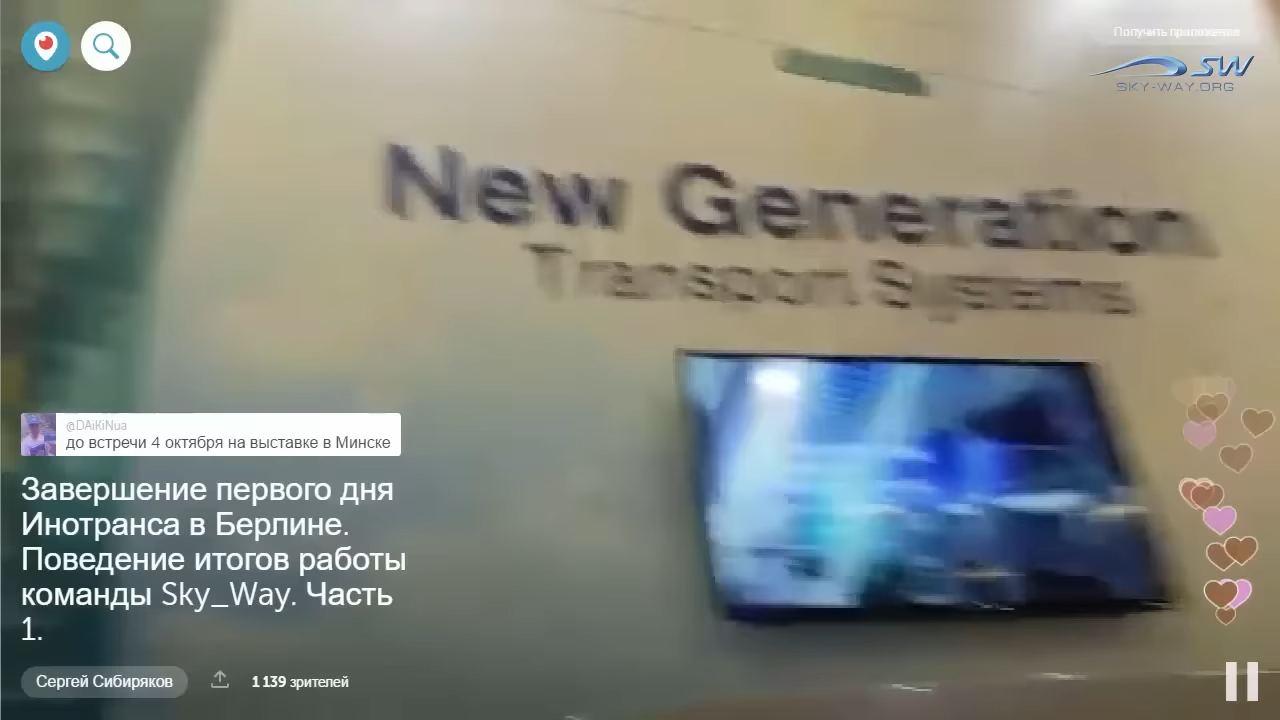 Получить приложение
SW
SKY-WAY.ORG
New Generation
Transport Systems
@DAiKiNua
до встречи 4 октября на выставке в Минске
Завершение первого дня
Инотранса в Берлине.
Поведение итогов работы
команды Sky_Way. Часть
1.
Сергей Сибиряков
1 139 зрителей